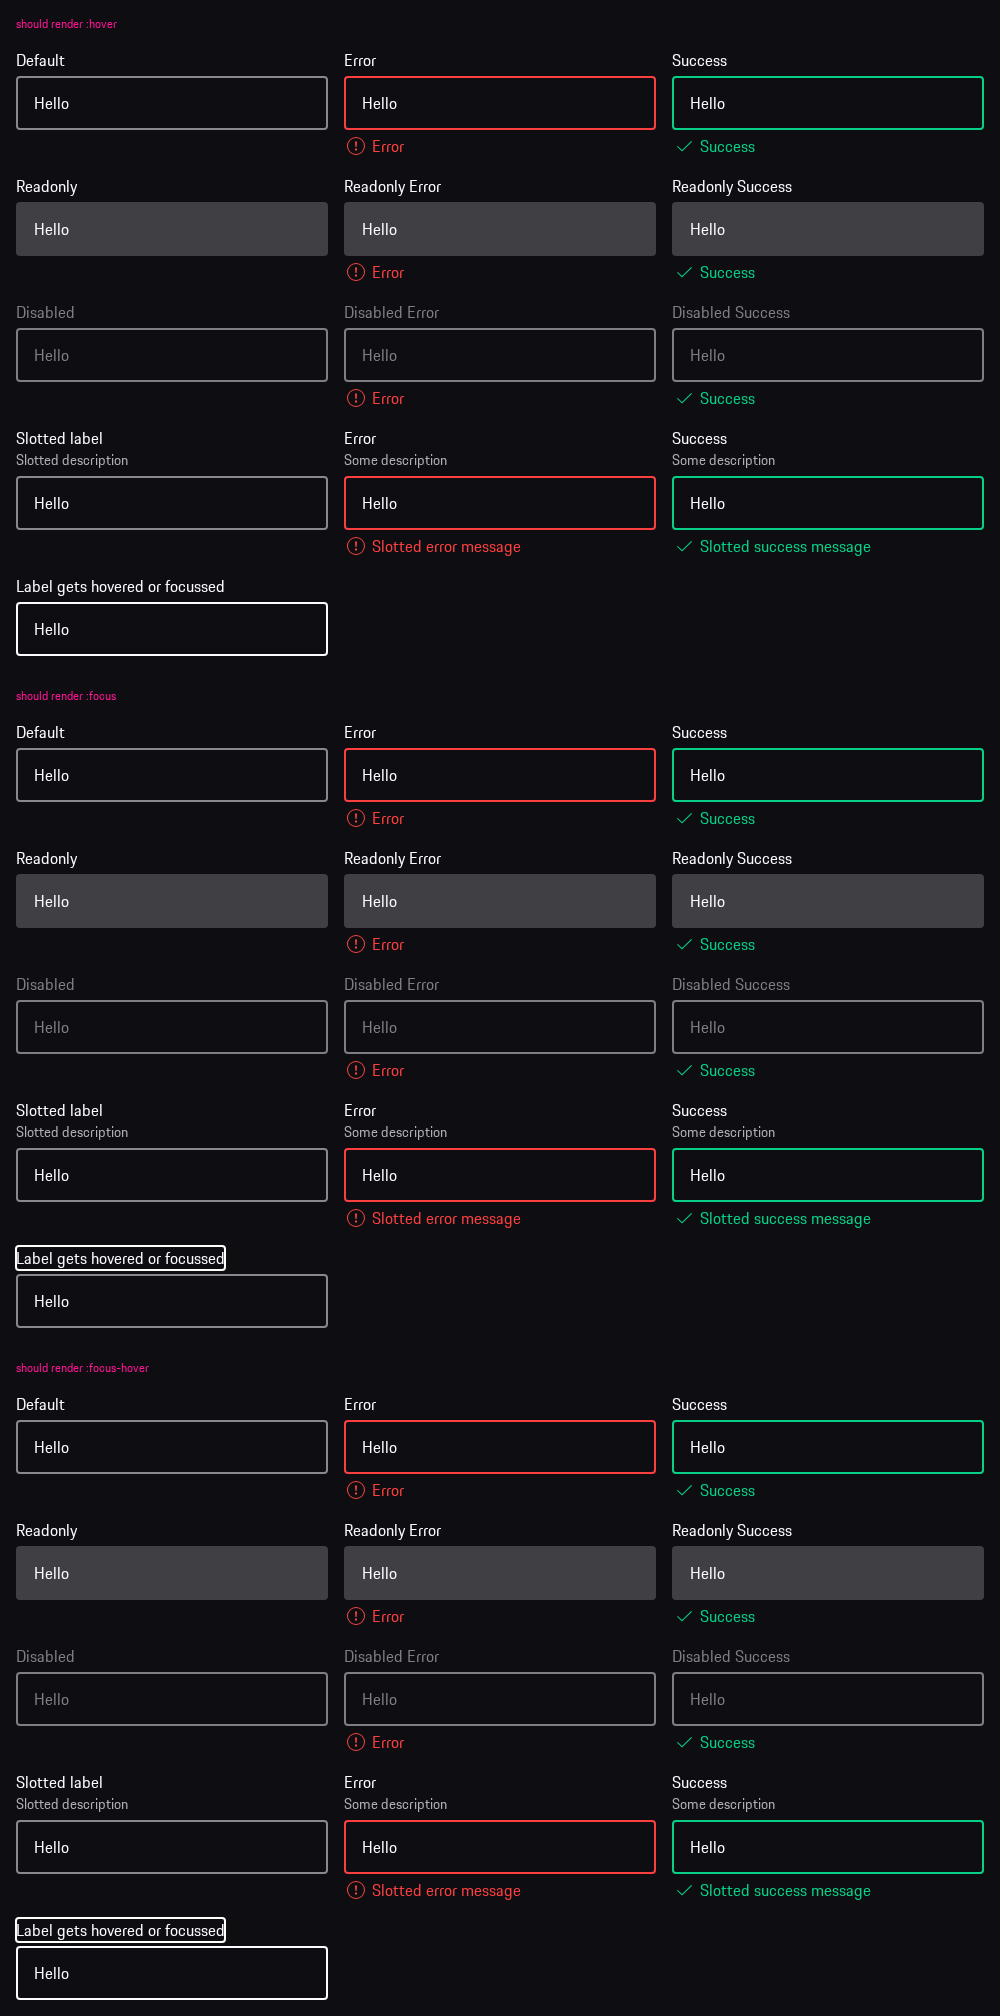 should render :hover
Default Error Success
Hello Hello Hello
Error Success
Readonly Readonly Error Readonly Success
Hello Hello Hello
Error Success
Disabled Disabled Error Disabled Success
Hello Hello Hello
Error Success
Slotted label Error Success
Slotted description Some description Some description
Hello Hello Hello
Slotted error message Slotted success message
Label gets hovered or focussed
Hello
should render :focus
Default Error Success
Hello Hello Hello
Error Success
Readonly Readonly Error Readonly Success
Hello Hello Hello
Error Success
Disabled Disabled Error Disabled Success
Hello Hello Hello
Error Success
Slotted label Error Success
Slotted description Some description Some description
Hello Hello Hello
Slotted error message Slotted success message
Label gets hovered or focussed
Hello
should render :focus-hover
Default Error Success
Hello Hello Hello
Error Success
Readonly Readonly Error Readonly Success
Hello Hello Hello
Error Success
Disabled Disabled Error Disabled Success
Hello Hello Hello
Error Success
Slotted label Error Success
Slotted description Some description Some description
Hello Hello Hello
Slotted error message Slotted success message
Label gets hovered or focussed
Hello